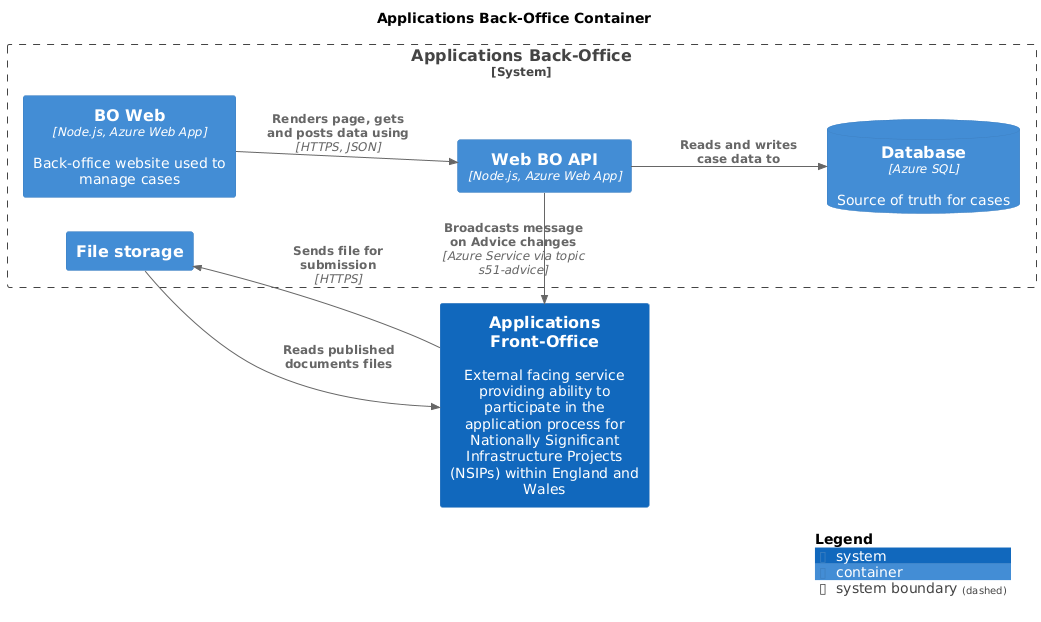 Applications Back-Office Container
Applications Back-Office
[System]
BO Web
[Node.js, Azure Web App]
Back-office website used to
manage cases
Renders page, gets
and posts data using
[HTTPS, JSON]
Web BO API
[Node.js, Azure Web App]
Reads and writes
case data to
Database
[Azure SQL]
Source of truth for cases
File storage
Sends file for
submission
[HTTPS]
Broadcasts message
on Advice changes
[Azure Service via topic
s51-advice]
Reads published
documents files
Applications
Front-Office
External facing service
providing ability to
participate in the
application process for
Nationally Significant
Infrastructure Projects
(NSIPs) within England and
Wales
Legend
system
container
system boundary (dashed)